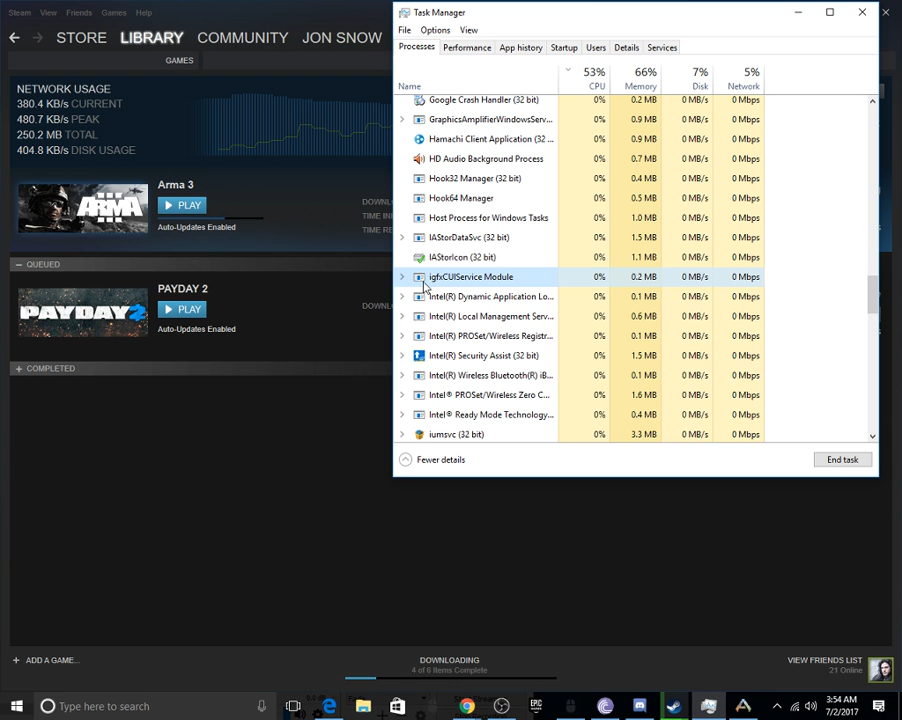 Steam View Friends Games Help
STORE LIBRARY COMMUNITY JON SNOW
GAMES
NETWORK USAGE
380.4 KB/s CURRENT
480.7 KB/s PEAK
250.2 MB TOTAL
404.8 KB/s DISK USAGE
ARMA III
Arma 3
PLAY
Auto-Updates Enabled
DOWNL
TIME IN
TIME RE
QUEUED
PAYDAY 2
PAYDAY 2
PLAY
Auto-Updates Enabled
DOWNL
COMPLETED
Task Manager
File Options View
Processes Performance App history Startup Users Details Services
53% 66% 7% 5%
Name CPU Memory Disk Network
Google Crash Handler (32 bit) 0% 0.2 MB 0 MB/s 0 Mbps
GraphicsAmplifierWindowsServ... 0% 0.9 MB 0 MB/s 0 Mbps
Hamachi Client Application (32 ... 0% 0.9 MB 0 MB/s 0 Mbps
HD Audio Background Process 0% 0.7 MB 0 MB/s 0 Mbps
Hook32 Manager (32 bit) 0% 0.4 MB 0 MB/s 0 Mbps
Hook64 Manager 0% 0.5 MB 0 MB/s 0 Mbps
Host Process for Windows Tasks 0% 1.0 MB 0 MB/s 0 Mbps
IAStorDataSvc (32 bit) 0% 1.5 MB 0 MB/s 0 Mbps
IAStorIcon (32 bit) 0% 1.1 MB 0 MB/s 0 Mbps
igfxCUIService Module 0% 0.2 MB 0 MB/s 0 Mbps
Intel(R) Dynamic Application Lo... 0% 0.1 MB 0 MB/s 0 Mbps
Intel(R) Local Management Serv... 0% 0.6 MB 0 MB/s 0 Mbps
Intel(R) PROSet/Wireless Registr... 0% 0.1 MB 0 MB/s 0 Mbps
Intel(R) Security Assist (32 bit) 0% 1.5 MB 0 MB/s 0 Mbps
Intel(R) Wireless Bluetooth(R) iB... 0% 0.1 MB 0 MB/s 0 Mbps
Intel® PROSet/Wireless Zero C... 0% 1.6 MB 0 MB/s 0 Mbps
Intel® Ready Mode Technology... 0% 0.4 MB 0 MB/s 0 Mbps
iumsvc (32 bit) 0% 3.3 MB 0 MB/s 0 Mbps
Fewer details End task
ADD A GAME...
DOWNLOADING
4 of 6 Items Complete
VIEW FRIENDS LIST
21 Online
Type here to search
EPIC
GAMES
3:54 AM
7/2/2017